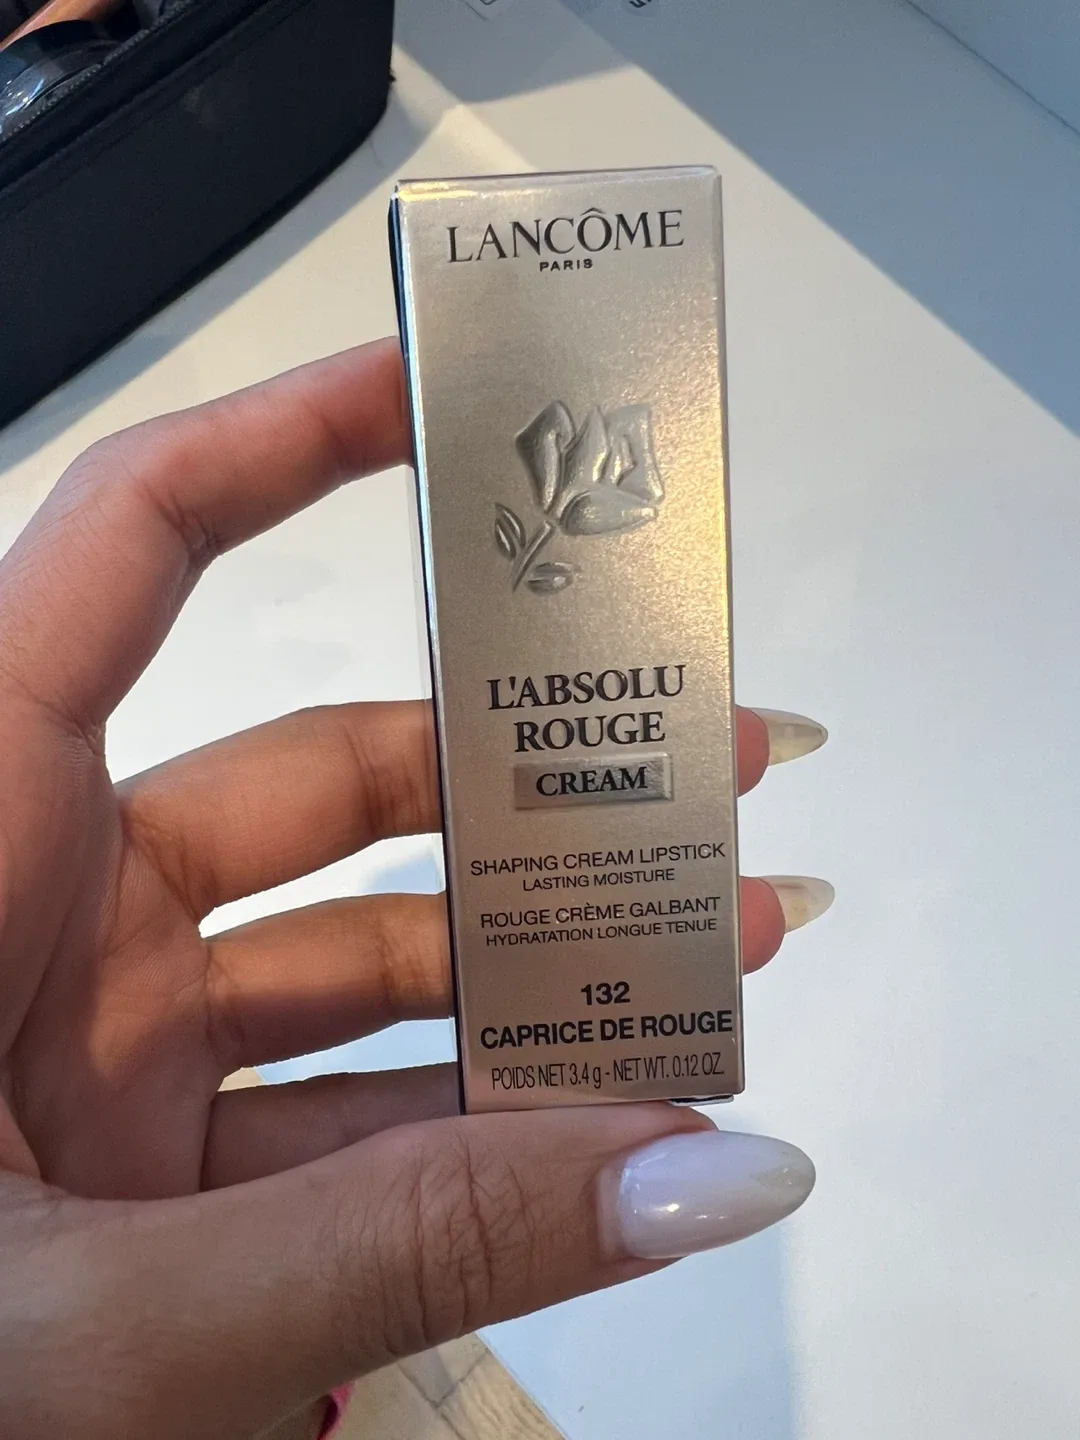 LANCÔME
PARIS
L'ABSOLU
ROUGE
CREAM
SHAPING CREAM LIPSTICK
LASTING MOISTURE
ROUGE CRÈME GALBANT
HYDRATATION LONGUE TENUE
132
CAPRICE DE ROUGE
POIDS NET 3.4 g - NET WT. 0.12 OZ.